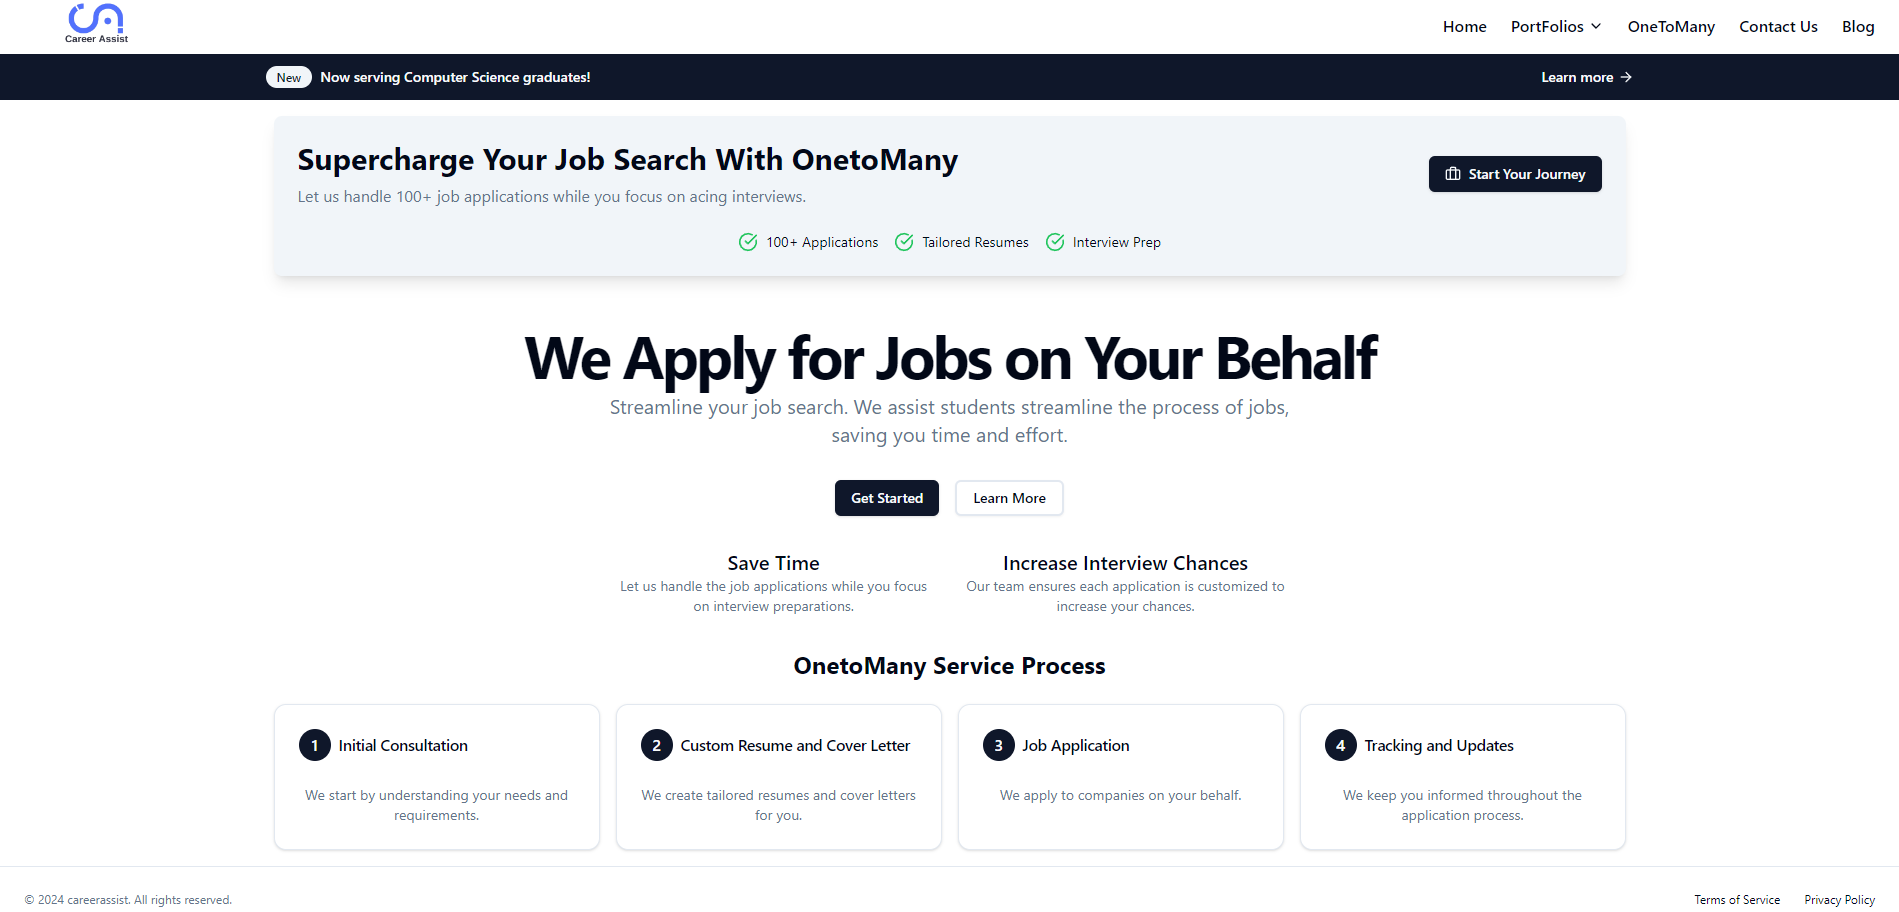 Career Assist
Home PortFolios OneToMany Contact Us Blog
New Now serving Computer Science graduates! Learn more
Supercharge Your Job Search With OnetoMany
Let us handle 100+ job applications while you focus on acing interviews.
Start Your Journey
100+ Applications Tailored Resumes Interview Prep
We Apply for Jobs on Your Behalf
Streamline your job search. We assist students streamline the process of jobs,
saving you time and effort.
Get Started Learn More
Save Time
Let us handle the job applications while you focus
on interview preparations.
Increase Interview Chances
Our team ensures each application is customized to
increase your chances.
OnetoMany Service Process
1 Initial Consultation
We start by understanding your needs and
requirements.
2 Custom Resume and Cover Letter
We create tailored resumes and cover letters
for you.
3 Job Application
We apply to companies on your behalf.
4 Tracking and Updates
We keep you informed throughout the
application process.
© 2024 careerassist. All rights reserved.
Terms of Service Privacy Policy